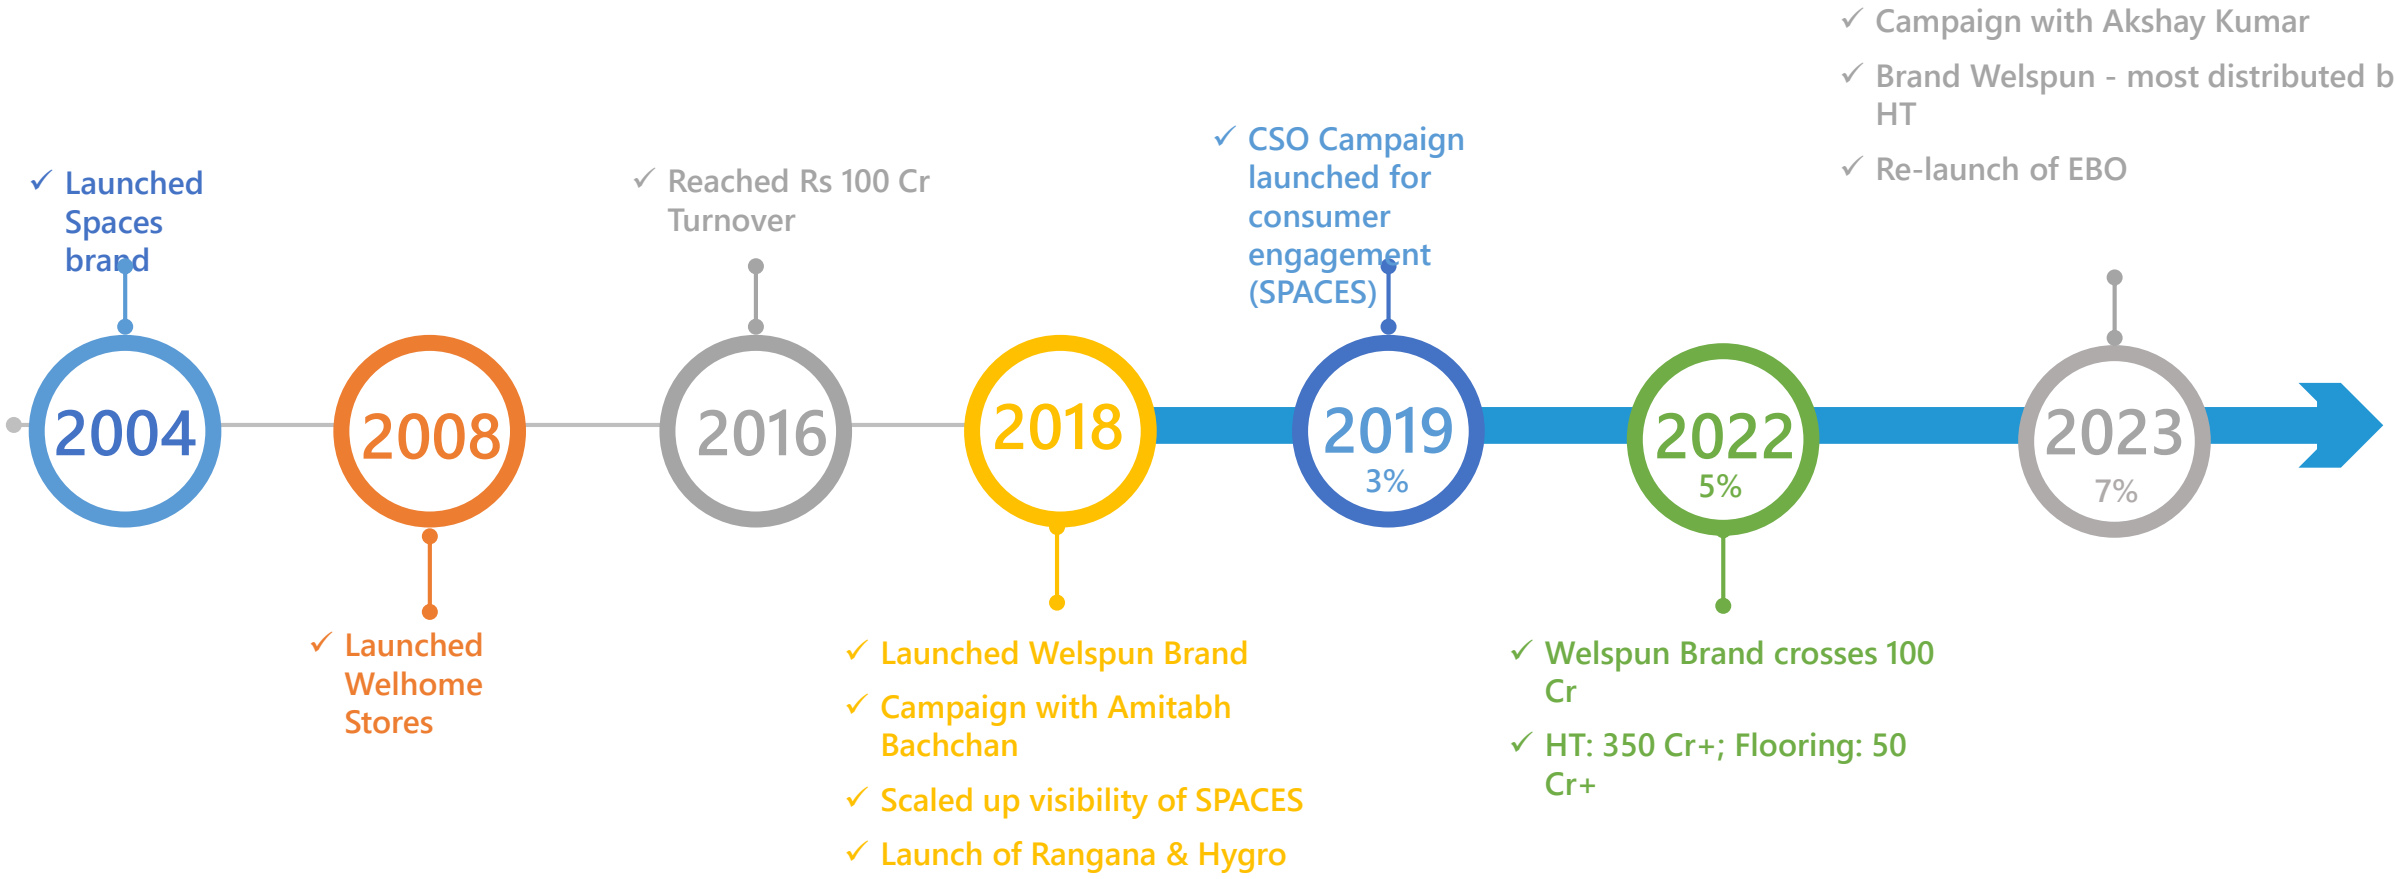 ✓ Campaign with Akshay Kumar
✓ Brand Welspun - most distributed b
HT
✓ Re-launch of EBO
✓ CSO Campaign
launched for
consumer
engagement
(SPACES)
✓ Reached Rs 100 Cr
Turnover
✓ Launched
Spaces
brand
2004
2008
2016
2018
2019
3%
2022
5%
2023
7%
✓ Launched
Welhome
Stores
✓ Launched Welspun Brand
✓ Campaign with Amitabh
Bachchan
✓ Scaled up visibility of SPACES
✓ Launch of Rangana & Hygro
✓ Welspun Brand crosses 100
Cr
✓ HT: 350 Cr+; Flooring: 50
Cr+